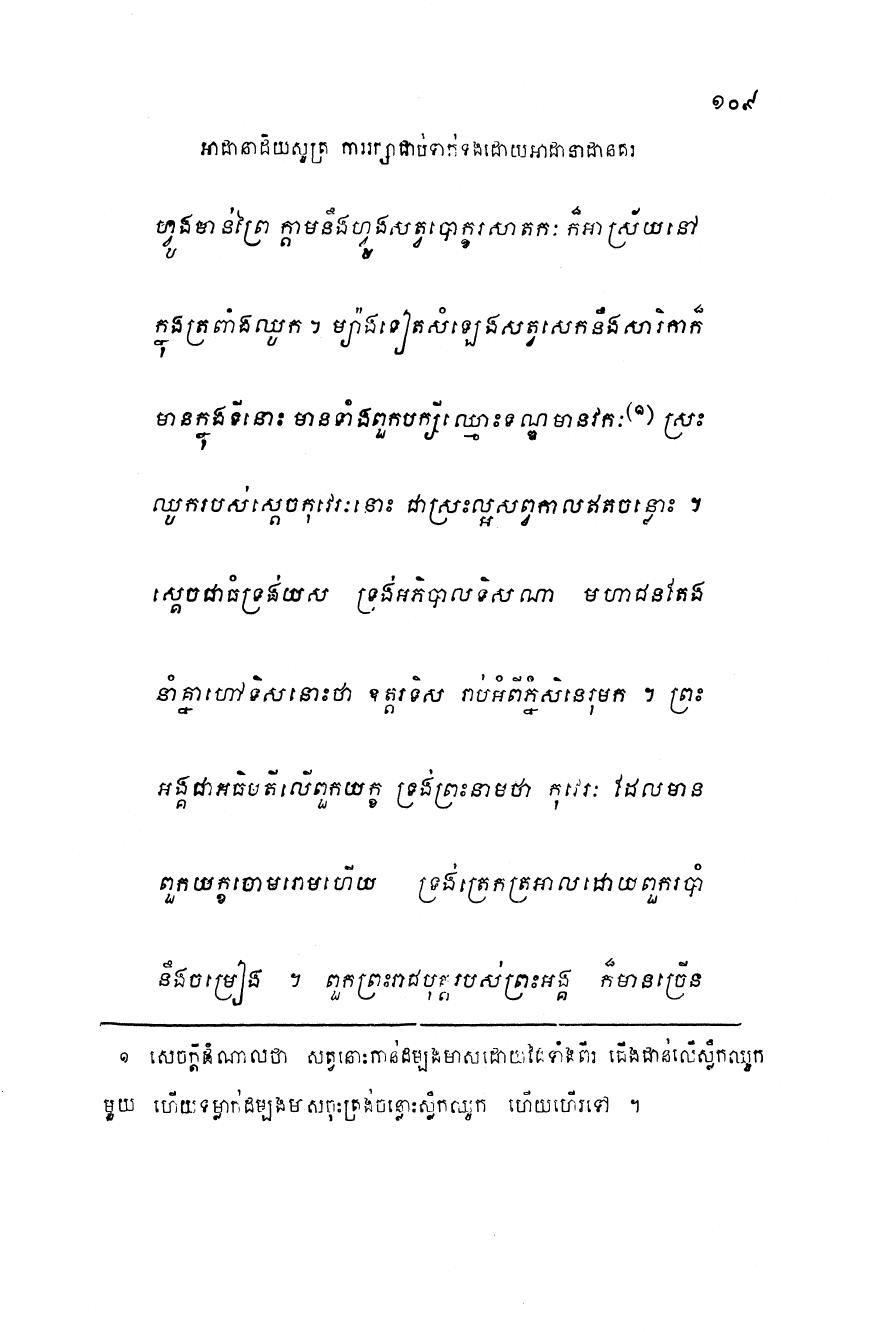 ១០៩
អាដានាដិយសូត្រ ការរក្សាជាប់ទាក់ទងដោយអាដានាដានគរ
ហ្វូងមាន់ព្រៃ ក្តាមនឹងហ្វូងសត្វបោក្ខរសាតកៈ ក៏អាស្រ័យនៅ
ក្នុងត្រពាំងឈូក ។ ម្យ៉ាងទៀតសំឡេងសត្វសេកនឹងសារិកាក៏
មានក្នុងទីនោះ មានទាំងពួកបក្សីឈ្មោះទណ្ឌមានវកៈ(១) ស្រះ
ឈូករបស់ស្តេចកុវេរៈនោះ ជាស្រះល្អសព្វកាលឥតចន្លោះ ។
ស្តេចជាធំទ្រង់យស ទ្រង់អភិបាលទិសណា មហាជនតែង
នាំគ្នាហៅទិសនោះថា ឧត្តរទិស រាប់អំពីភ្នំសិនេរុមក ។ ព្រះ
អង្គជាអធិបតីលើពួកយក្ខ ទ្រង់ព្រះនាមថា កុវេរៈ ដែលមាន
ពួកយក្ខចោមរោមហើយ ទ្រង់ត្រេកត្រអាលដោយពួករបាំ
នឹងចម្រៀង ។ ពួកព្រះរាជបុត្តរបស់ព្រះអង្គ ក៏មានច្រើន
១ សេចក្តីដំណាលថា សត្វនោះកាន់ដម្បងមាសដោយដៃទាំងពីរ ជើងជាន់លើស្លឹកឈូក
មួយ ហើយទម្លាក់ដម្បងមាសចុះត្រង់ចន្លោះស្លឹកឈូក ហើយហើរទៅ ។